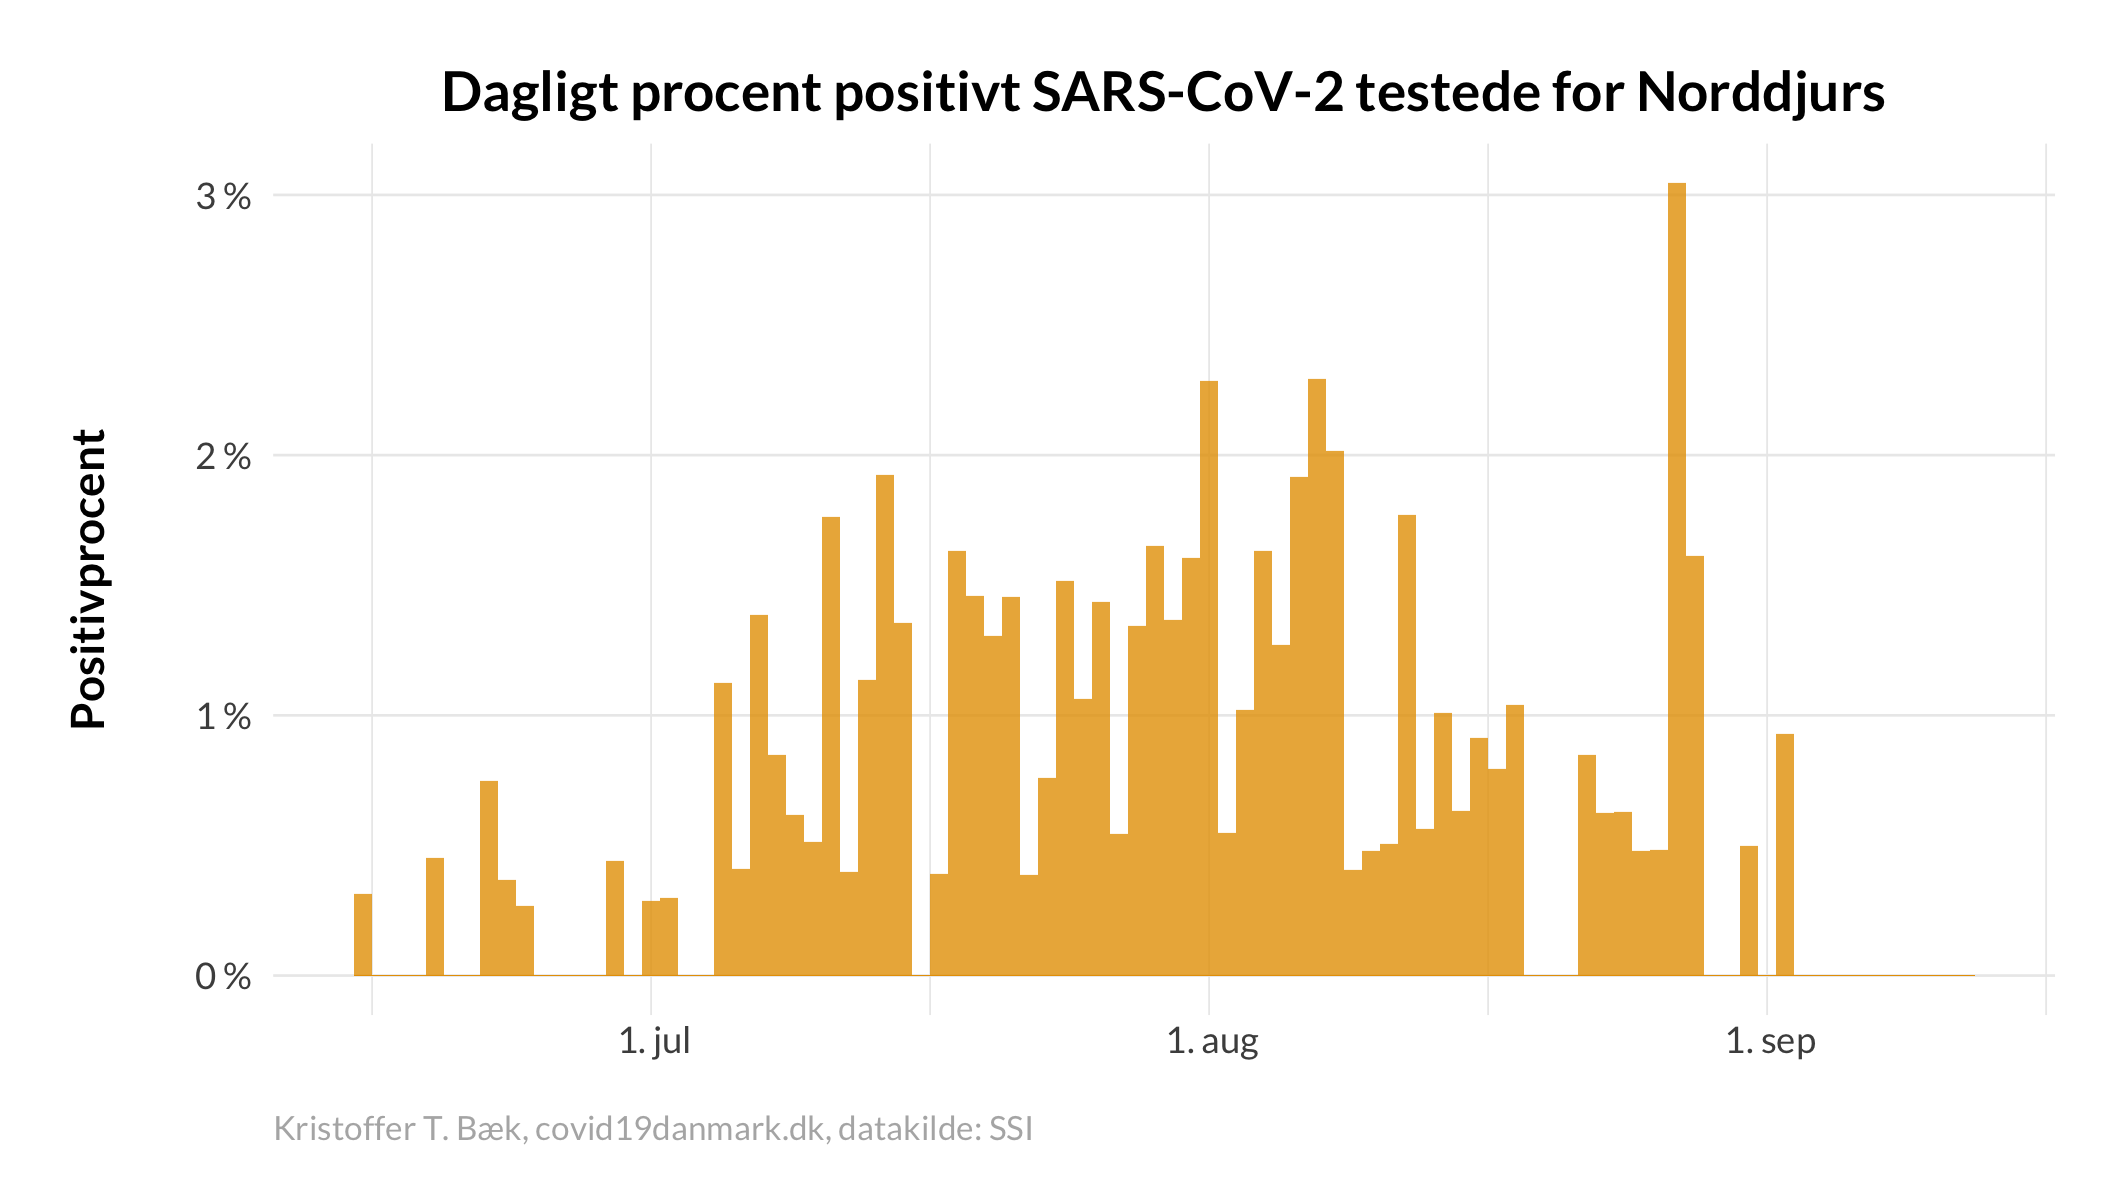 Dagligt procent positivt SARS-CoV-2 testede for Norddjurs
Positivprocent
3 %
2 %
1 %
0 %
1. jul
1. aug
1. sep
Kristoffer T. Bæk, covid19danmark.dk, datakilde: SSI